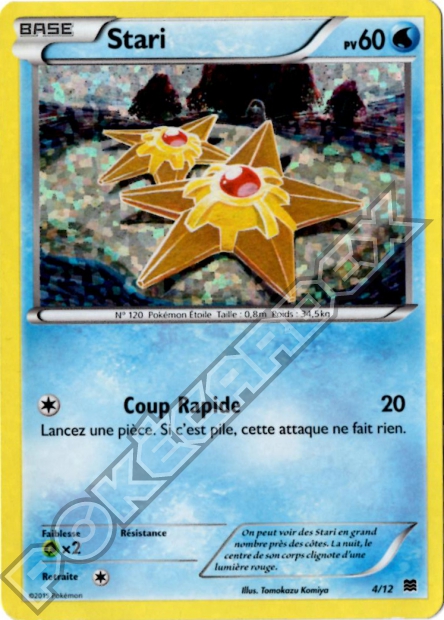 BASE
Stari
PV60
N° 120 Pokémon Étoile Taille : 0,8m Poids : 34,5kg
Coup Rapide 20
Lancez une pièce. Si c'est pile, cette attaque ne fait rien.
Faiblesse Résistance
×2
Retraite
On peut voir des Stari en grand
nombre près des côtes. La nuit, le
centre de son corps clignote d'une
lumière rouge.
©2015 Pokémon
Illus. Tomokazu Komiya
4/12
POKECARDEX